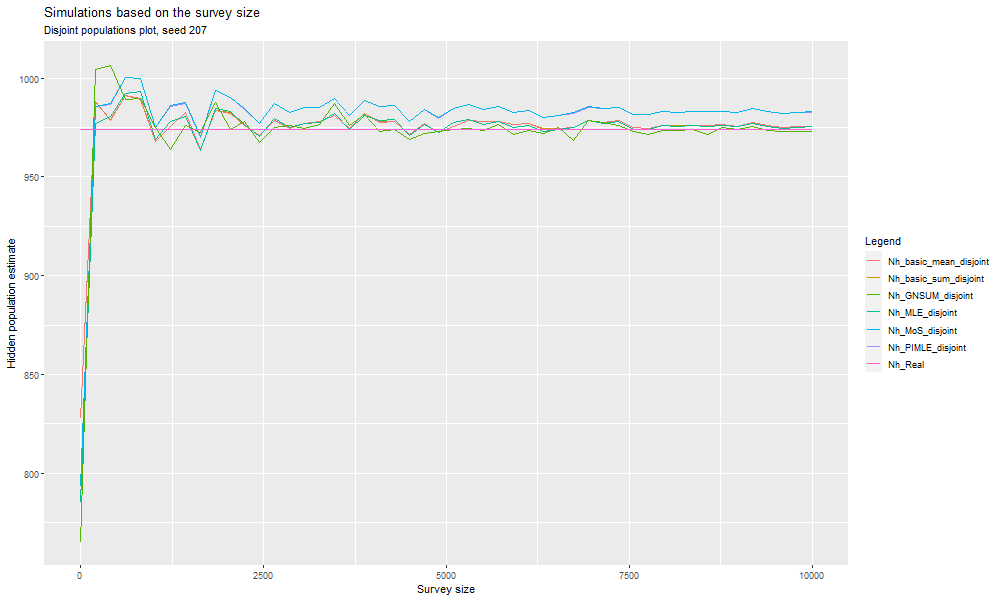 Simulations based on the survey size
Disjoint populations plot, seed 207
Hidden population estimate
1000
950
900
850
800
0
2500
5000
7500
10000
Survey size
Legend
Nh_basic_mean_disjoint
Nh_basic_sum_disjoint
Nh_GNSUM_disjoint
Nh_MLE_disjoint
Nh_MoS_disjoint
Nh_PIMLE_disjoint
Nh_Real